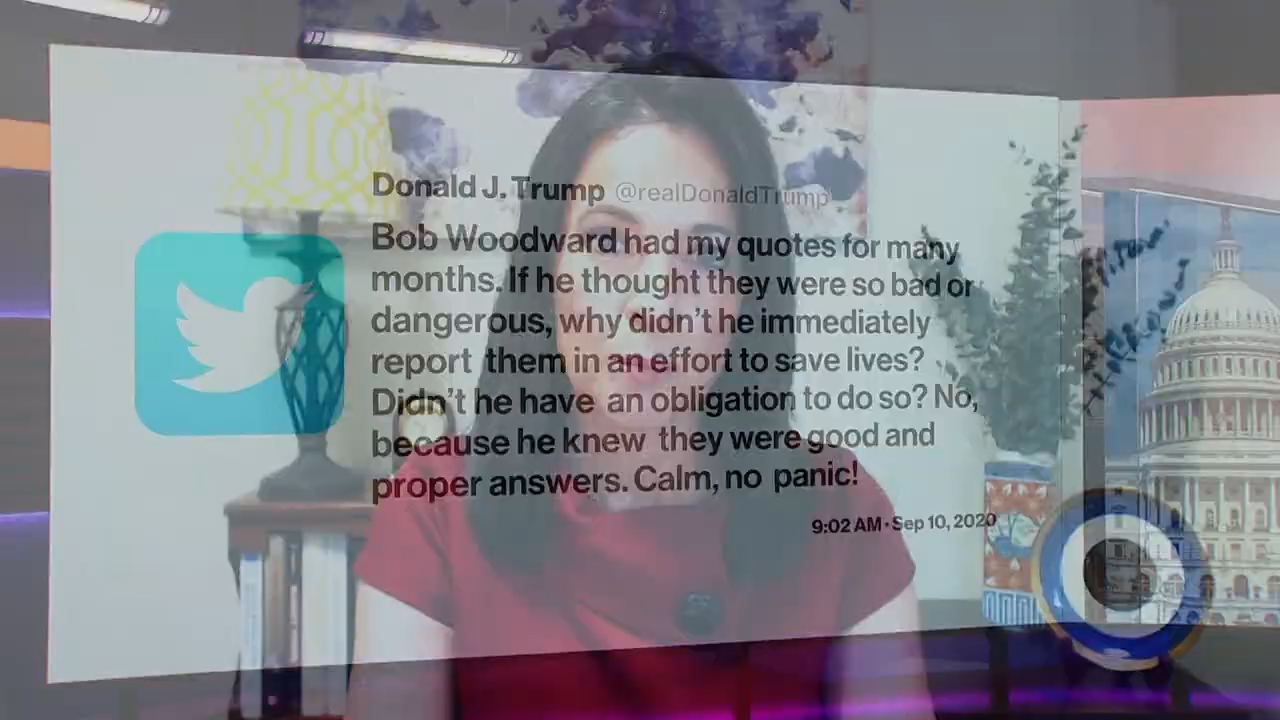 Donald J. Trump @realDonaldTrump
Bob Woodward had my quotes for many
months. If he thought they were so bad or
dangerous, why didn't he immediately
report them in an effort to save lives?
Didn't he have an obligation to do so? No,
because he knew they were good and
proper answers. Calm, no panic!
9:02 AM · Sep 10, 2020